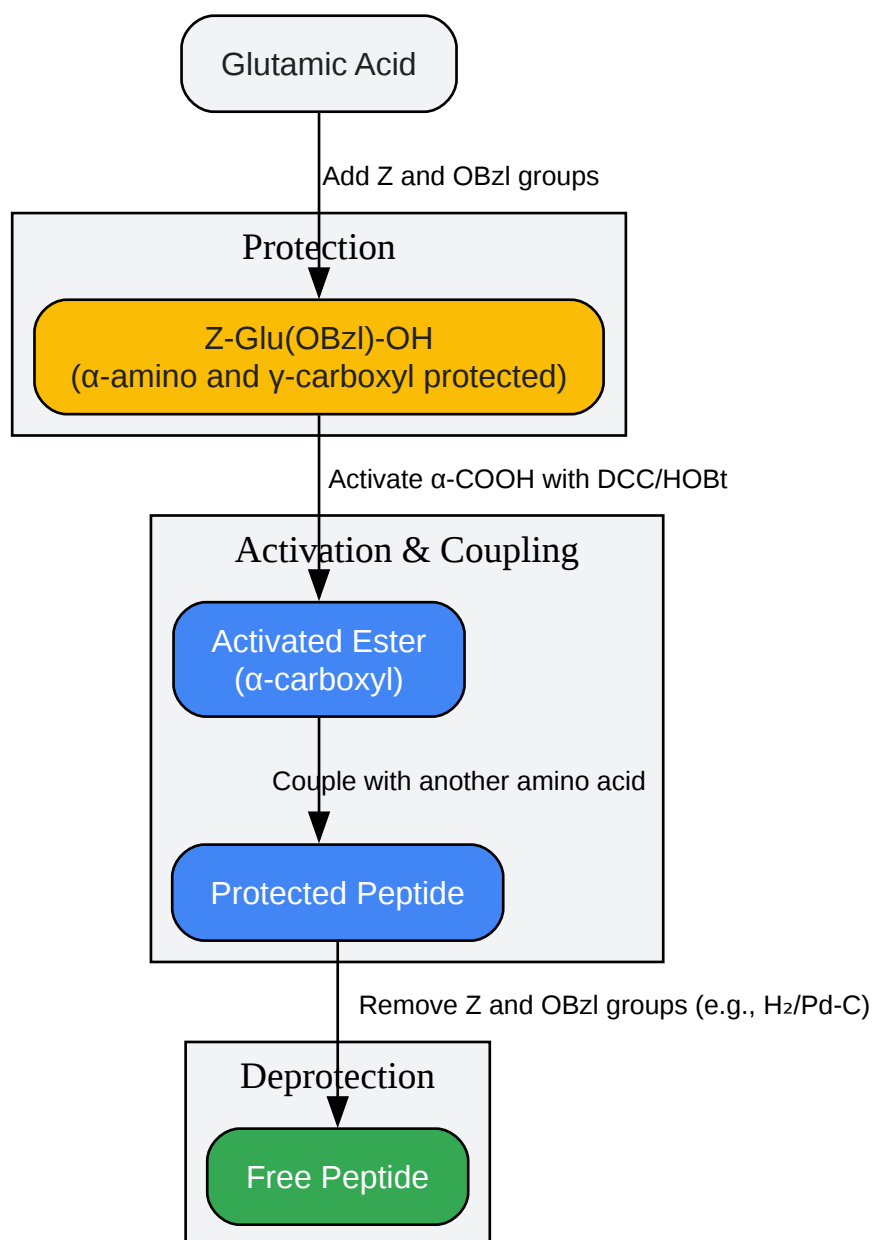 Glutamic Acid
Add Z and OBzl groups
Protection
Z-Glu(OBzl)-OH
(α-amino and γ-carboxyl protected)
Activate α-COOH with DCC/HOBt
Activation & Coupling
Activated Ester
(α-carboxyl)
Couple with another amino acid
Protected Peptide
Remove Z and OBzl groups (e.g., H₂/Pd-C)
Deprotection
Free Peptide